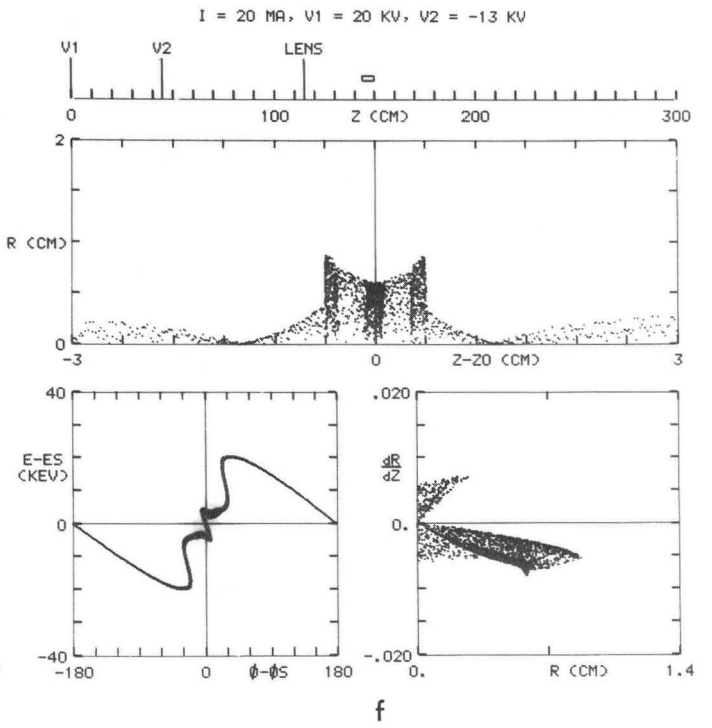 I = 20 MA, V1 = 20 KV, V2 = -13 KV
V1 V2 LENS
0 100 Z (CM) 200 300
2
R (CM)
0
-3 0 Z-Z0 (CM) 3
40
E-ES
(KEV)
0
-40
-180 0 Ø-ØS 180
.020
dR
dZ
0.
-.020
0. R (CM) 1.4
f